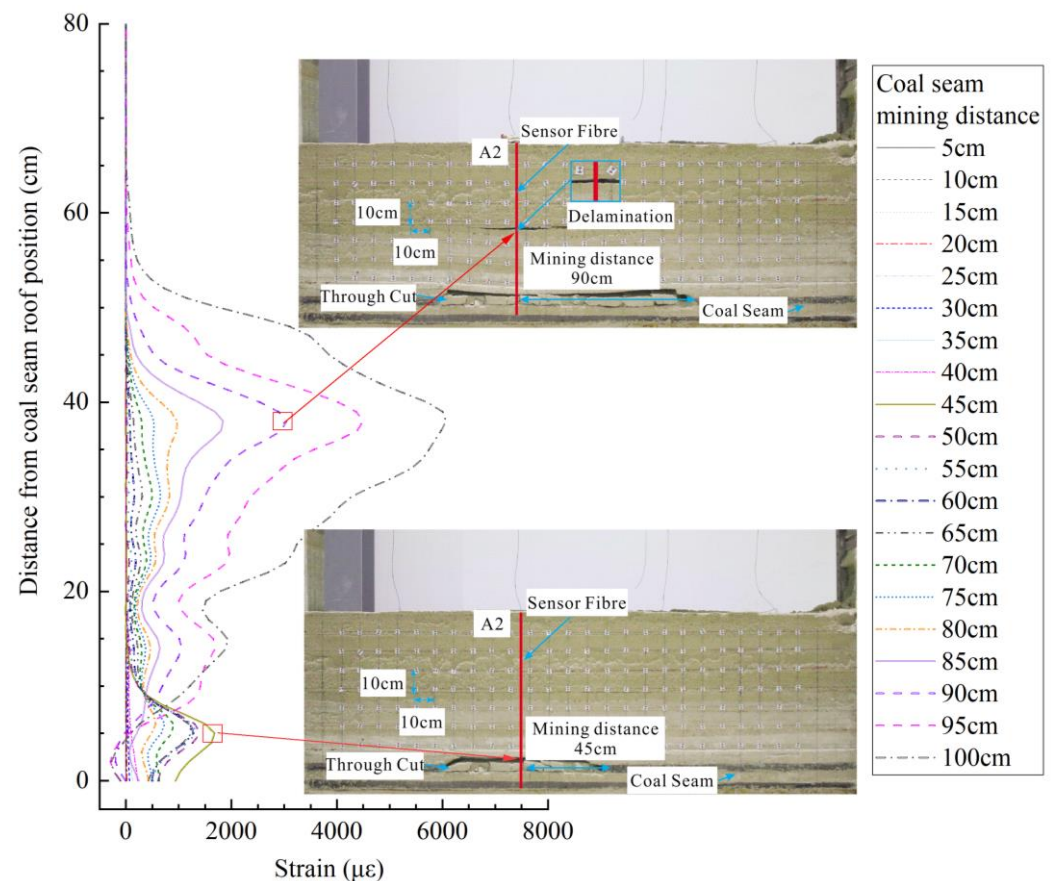 80
60
40
20
0
Distance from coal seam roof position (cm)
0
2000
4000
6000
8000
Strain (με)
Sensor Fibre
A2
10cm
10cm
Delamination
Mining distance
90cm
Through Cut
Coal Seam
Sensor Fibre
A2
10cm
10cm
Mining distance
45cm
Through Cut
Coal Seam
Coal seam
mining distance
5cm
10cm
15cm
20cm
25cm
30cm
35cm
40cm
45cm
50cm
55cm
60cm
65cm
70cm
75cm
80cm
85cm
90cm
95cm
100cm